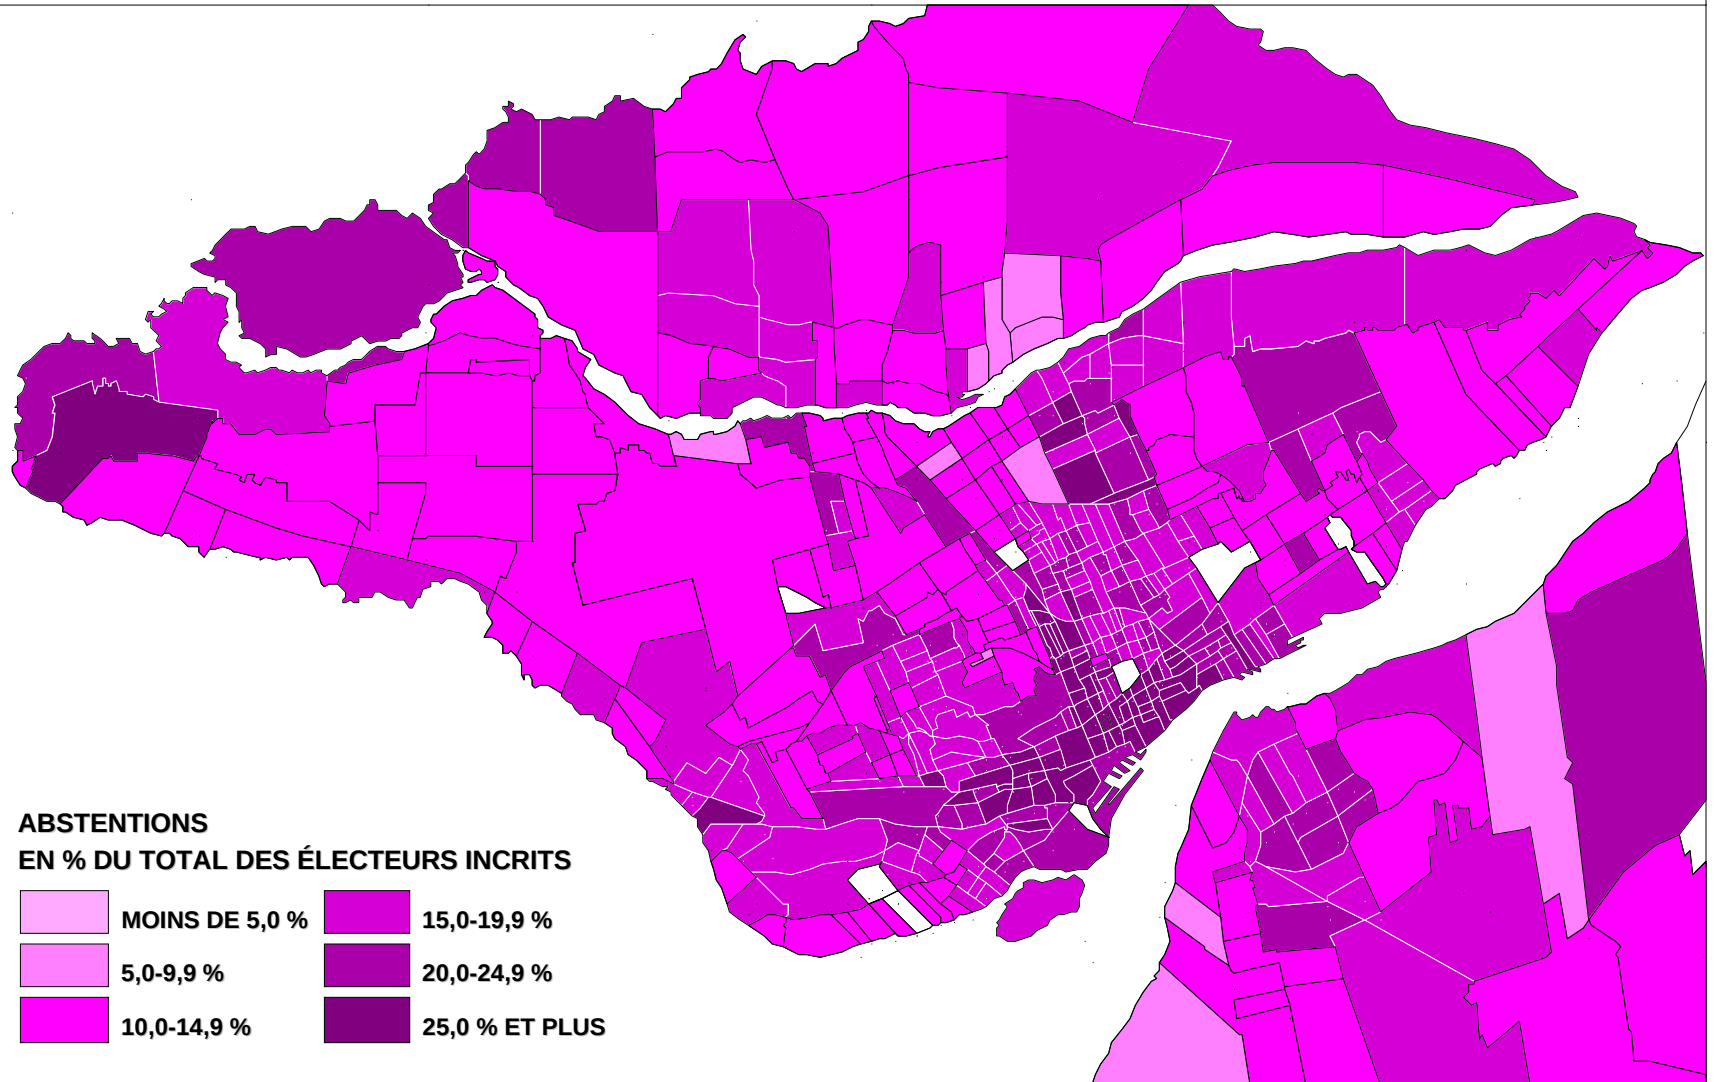 ABSTENTIONS
EN % DU TOTAL DES ÉLECTEURS INCRITS
MOINS DE 5,0 %
5,0-9,9 %
10,0-14,9 %
15,0-19,9 %
20,0-24,9 %
25,0 % ET PLUS